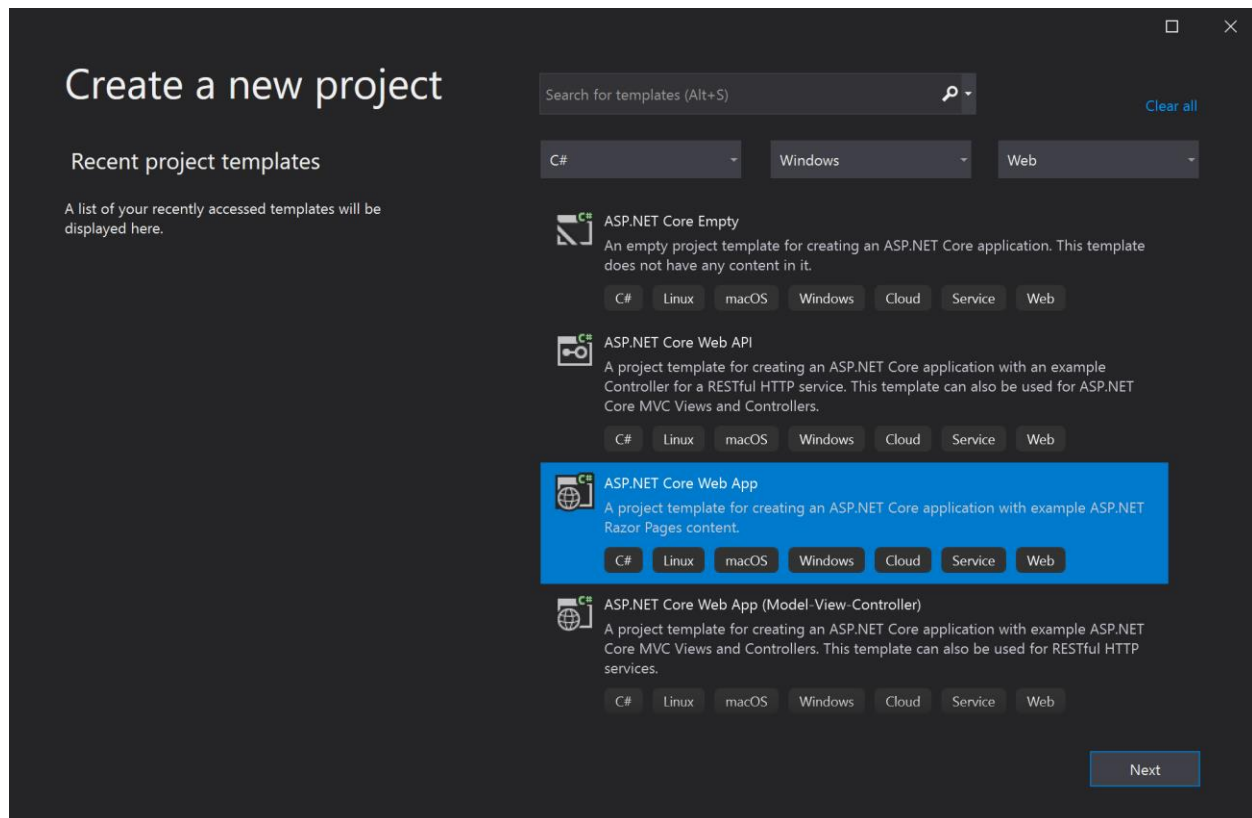 Create a new project
Recent project templates
A list of your recently accessed templates will be
displayed here.
Search for templates (Alt+S)
Clear all
C#
Windows
Web
C#
ASP.NET Core Empty
An empty project template for creating an ASP.NET Core application. This template
does not have any content in it.
C# Linux macOS Windows Cloud Service Web
C#
ASP.NET Core Web API
A project template for creating an ASP.NET Core application with an example
Controller for a RESTful HTTP service. This template can also be used for ASP.NET
Core MVC Views and Controllers.
C# Linux macOS Windows Cloud Service Web
C#
ASP.NET Core Web App
A project template for creating an ASP.NET Core application with example ASP.NET
Razor Pages content.
C# Linux macOS Windows Cloud Service Web
C#
ASP.NET Core Web App (Model-View-Controller)
A project template for creating an ASP.NET Core application with example ASP.NET
Core MVC Views and Controllers. This template can also be used for RESTful HTTP
services.
C# Linux macOS Windows Cloud Service Web
Next